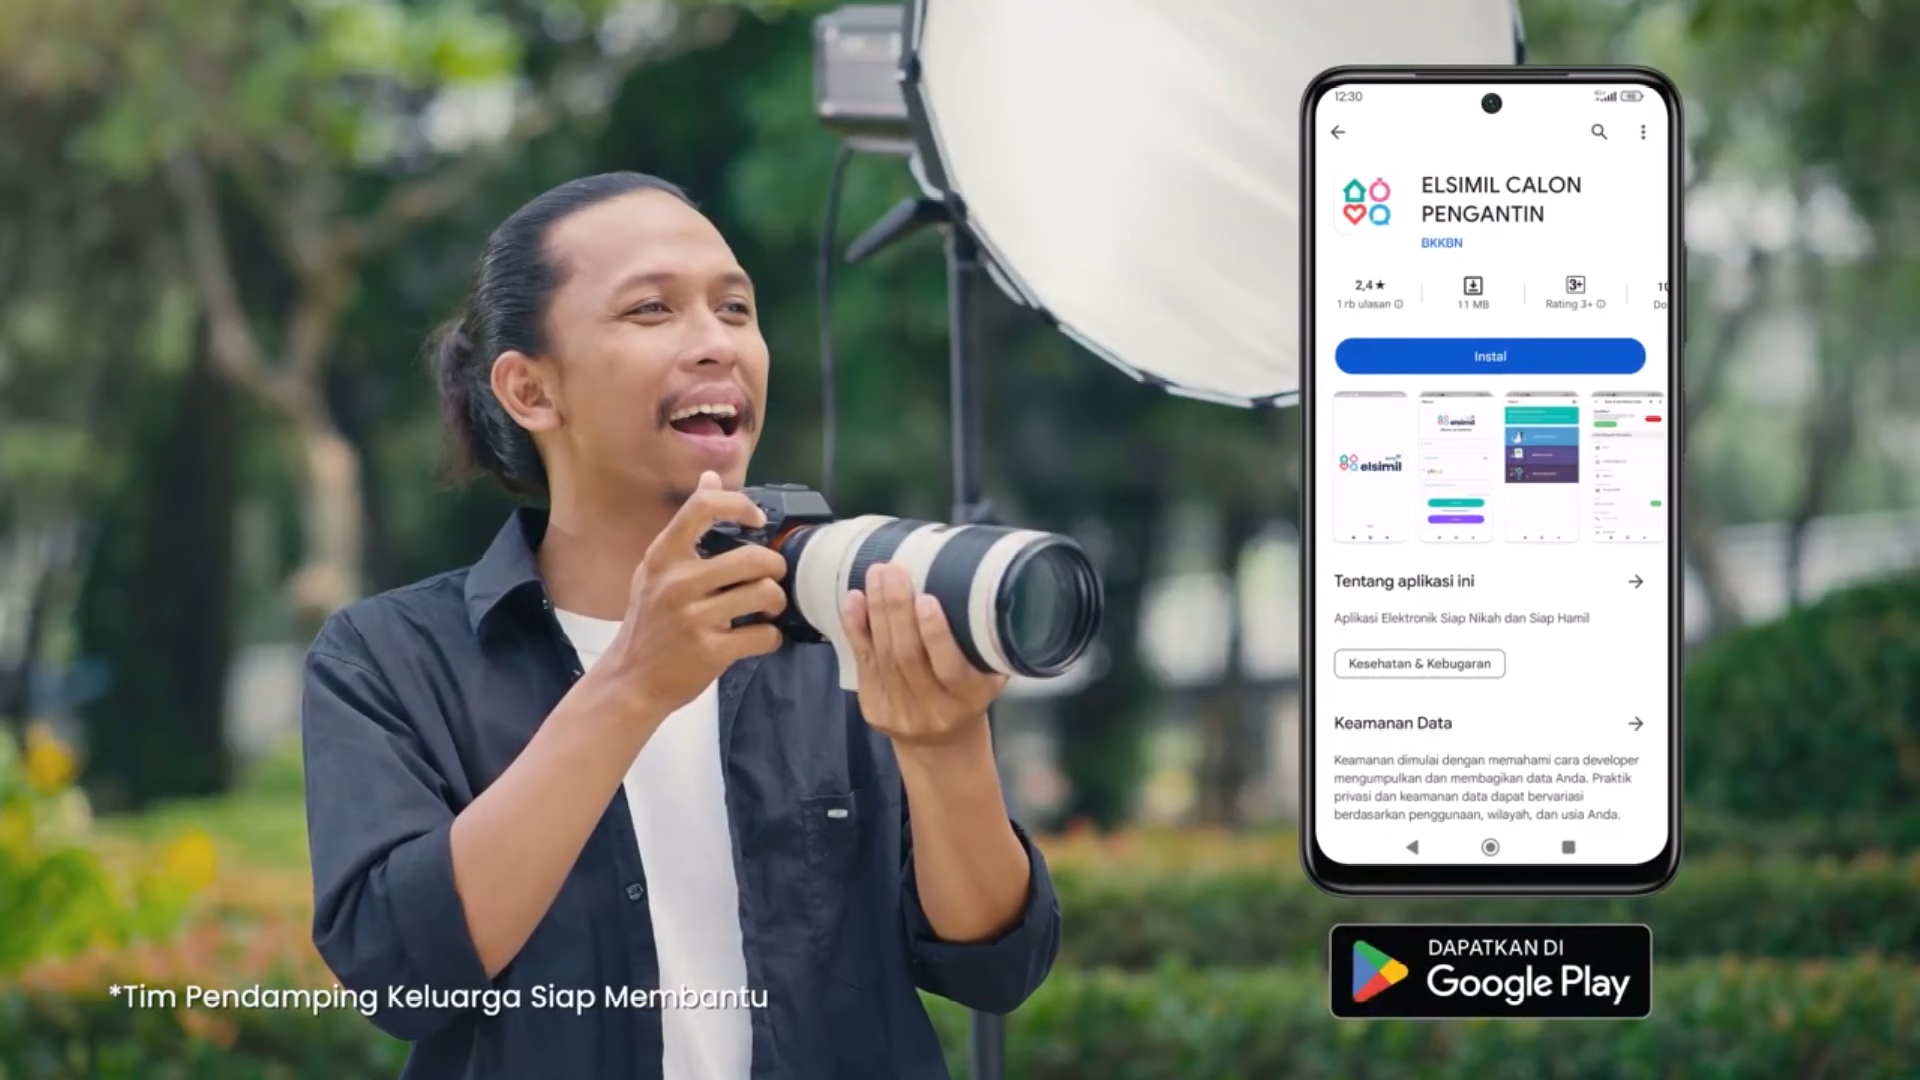 12:30
ELSIMIL CALON
PENGANTIN
BKKBN
2,4★
1 rb ulasan
11 MB
3+
Rating 3+
Instal
elsimil
elsimil
Tentang aplikasi ini
Aplikasi Elektronik Siap Nikah dan Siap Hamil
Kesehatan & Kebugaran
Keamanan Data
Keamanan dimulai dengan memahami cara developer
mengumpulkan dan membagikan data Anda. Praktik
privasi dan keamanan data dapat bervariasi
berdasarkan penggunaan, wilayah, dan usia Anda.
DAPATKAN DI
Google Play
*Tim Pendamping Keluarga Siap Membantu